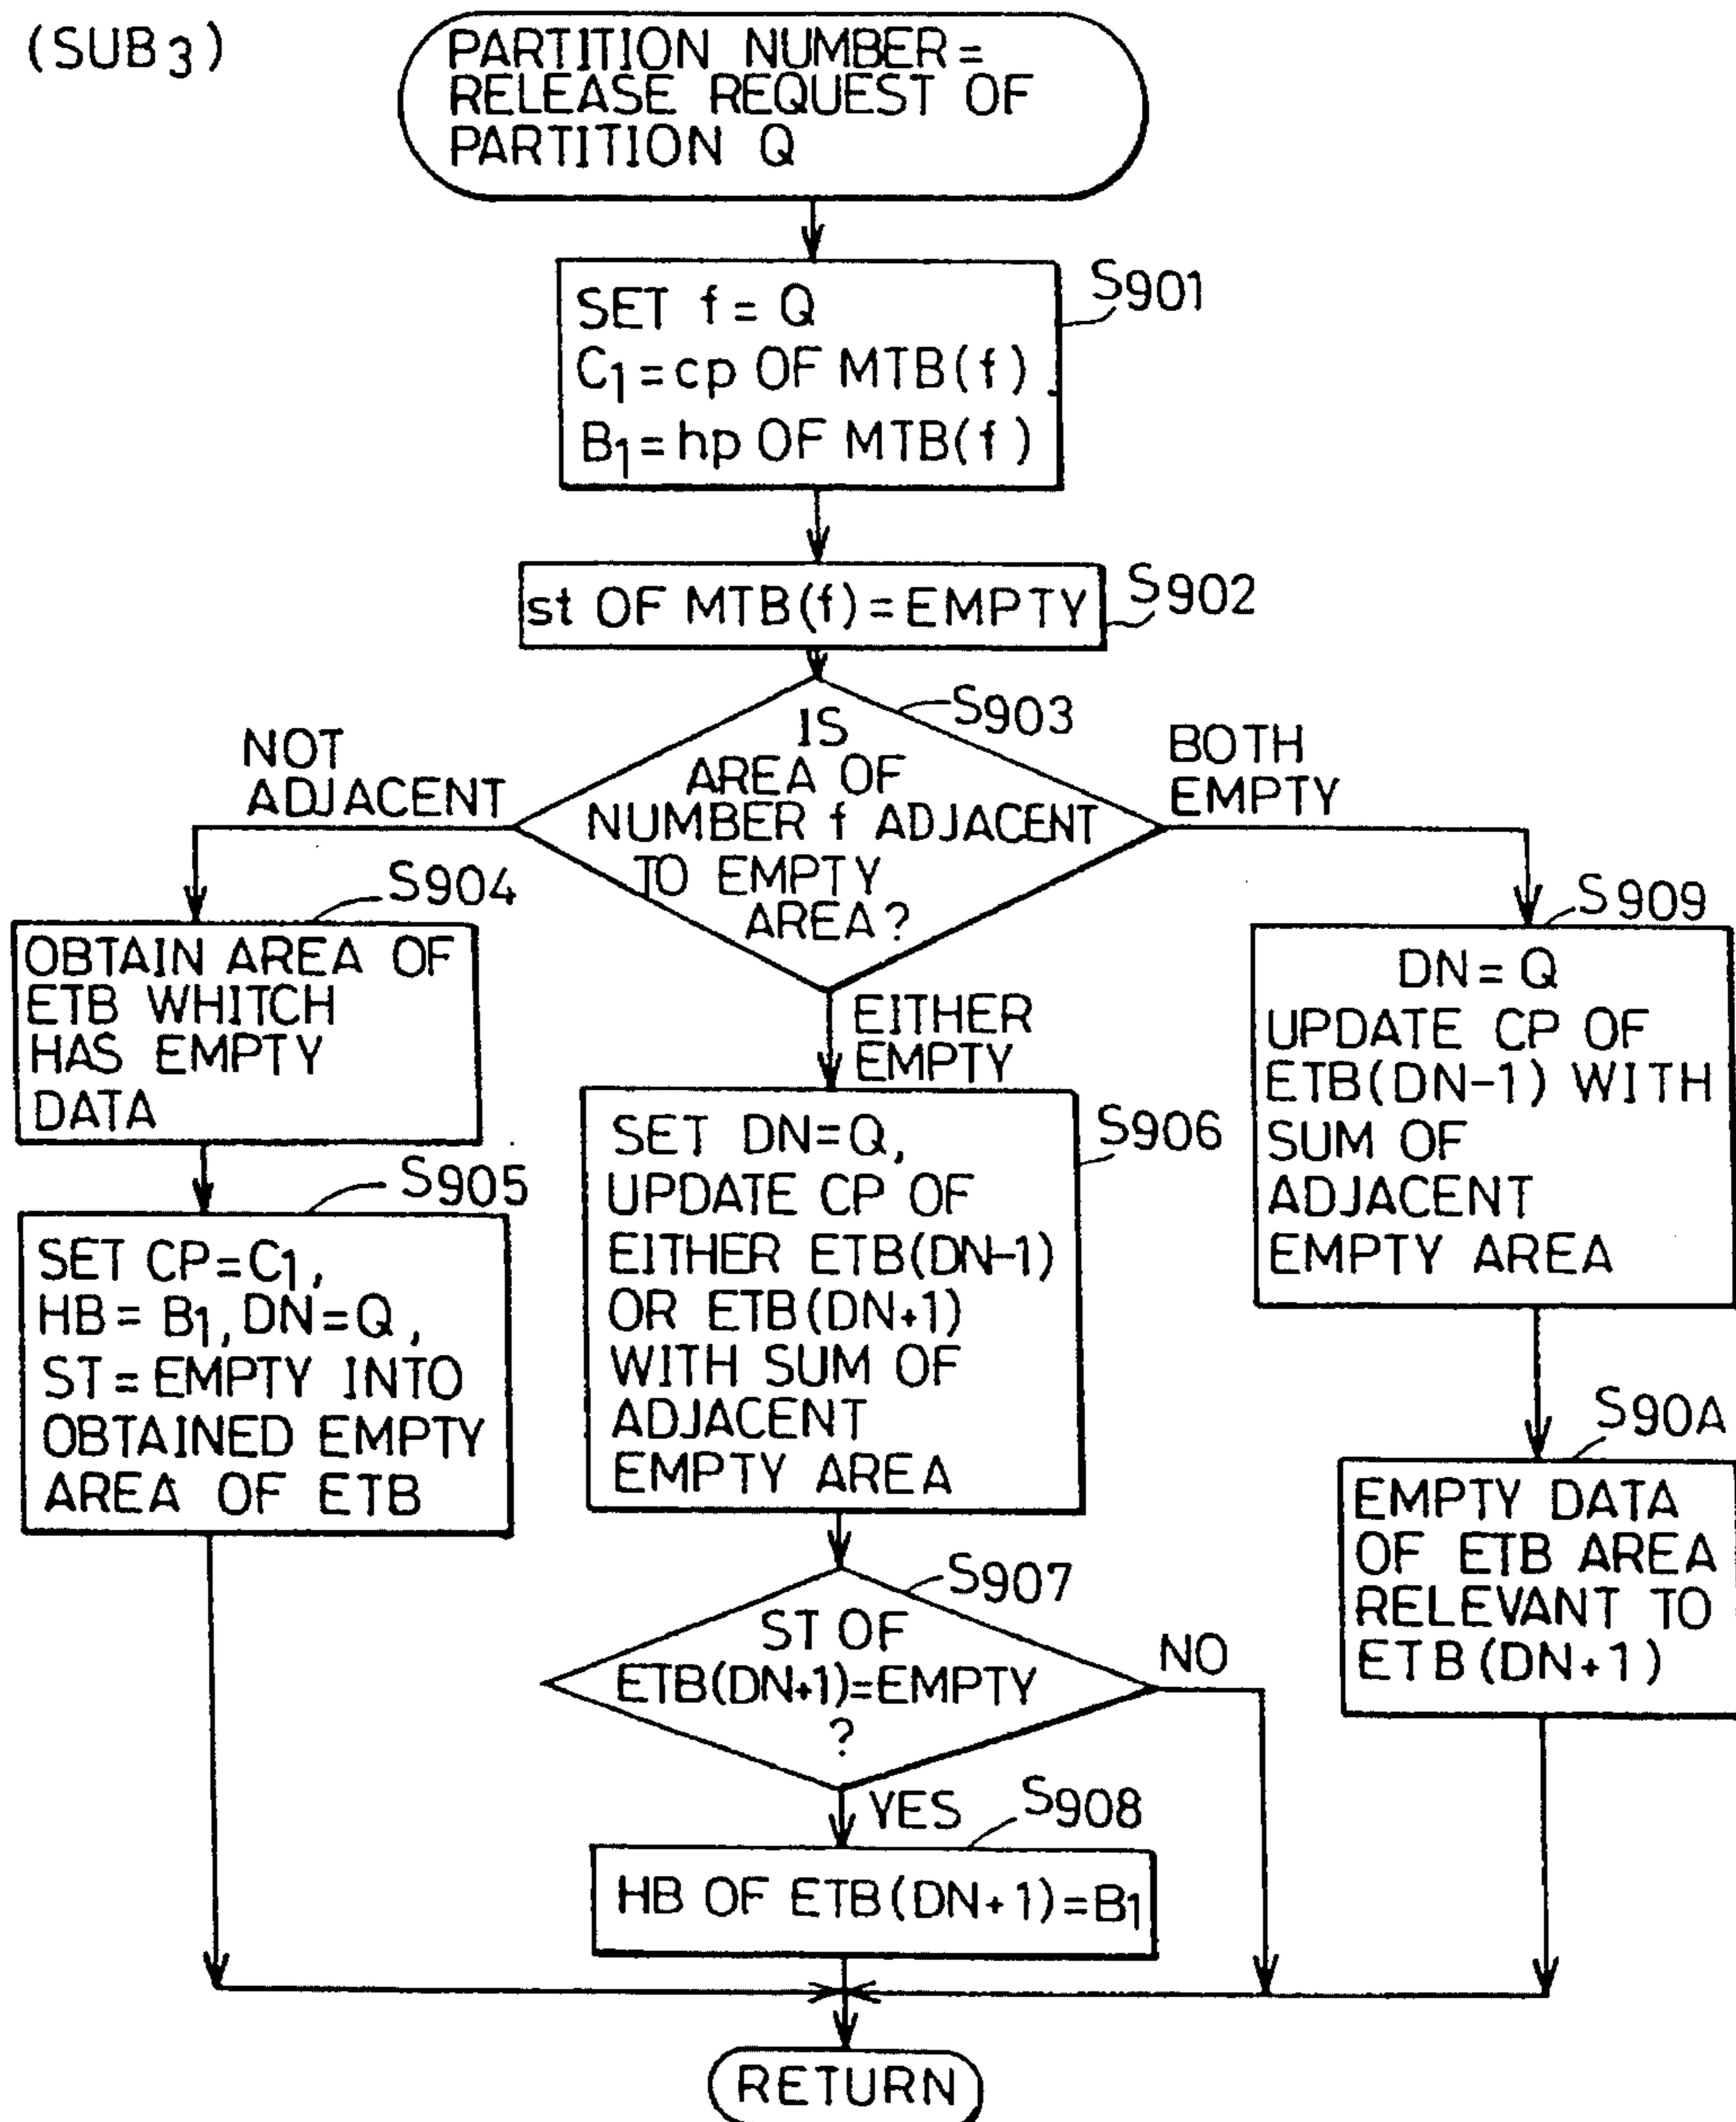 (SUB3)
PARTITION NUMBER=
RELEASE REQUEST OF
PARTITION Q
S901
SET f = Q
C1=cp OF MTB(f)
B1=hp OF MTB(f)
S902
st OF MTB(f)=EMPTY
S903
IS
AREA OF
NUMBER f ADJACENT
TO EMPTY
AREA?
NOT
ADJACENT
BOTH
EMPTY
EITHER
EMPTY
S904
OBTAIN AREA OF
ETB WHITCH
HAS EMPTY
DATA
S905
SET CP=C1,
HB=B1,DN=Q,
ST=EMPTY INTO
OBTAINED EMPTY
AREA OF ETB
S906
SET DN=Q,
UPDATE CP OF
EITHER ETB(DN-1)
OR ETB(DN+1)
WITH SUM OF
ADJACENT
EMPTY AREA
S907
ST OF
ETB(DN+1)=EMPTY
?
NO
YES
S908
HB OF ETB(DN+1)=B1
S909
DN=Q
UPDATE CP OF
ETB(DN-1) WITH
SUM OF
ADJACENT
EMPTY AREA
S90A
EMPTY DATA
OF ETB AREA
RELEVANT TO
ETB(DN+1)
RETURN